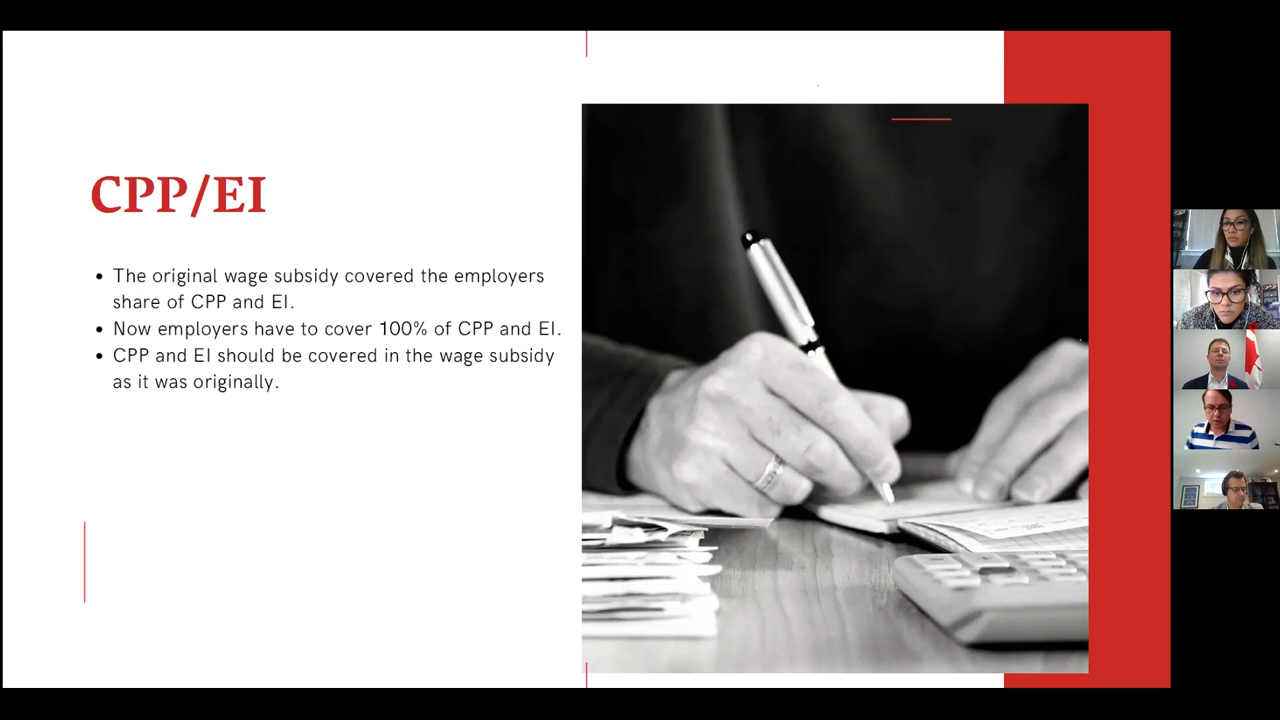 CPP/EI
• The original wage subsidy covered the employers
share of CPP and EI.
• Now employers have to cover 100% of CPP and EI.
• CPP and EI should be covered in the wage subsidy
as it was originally.